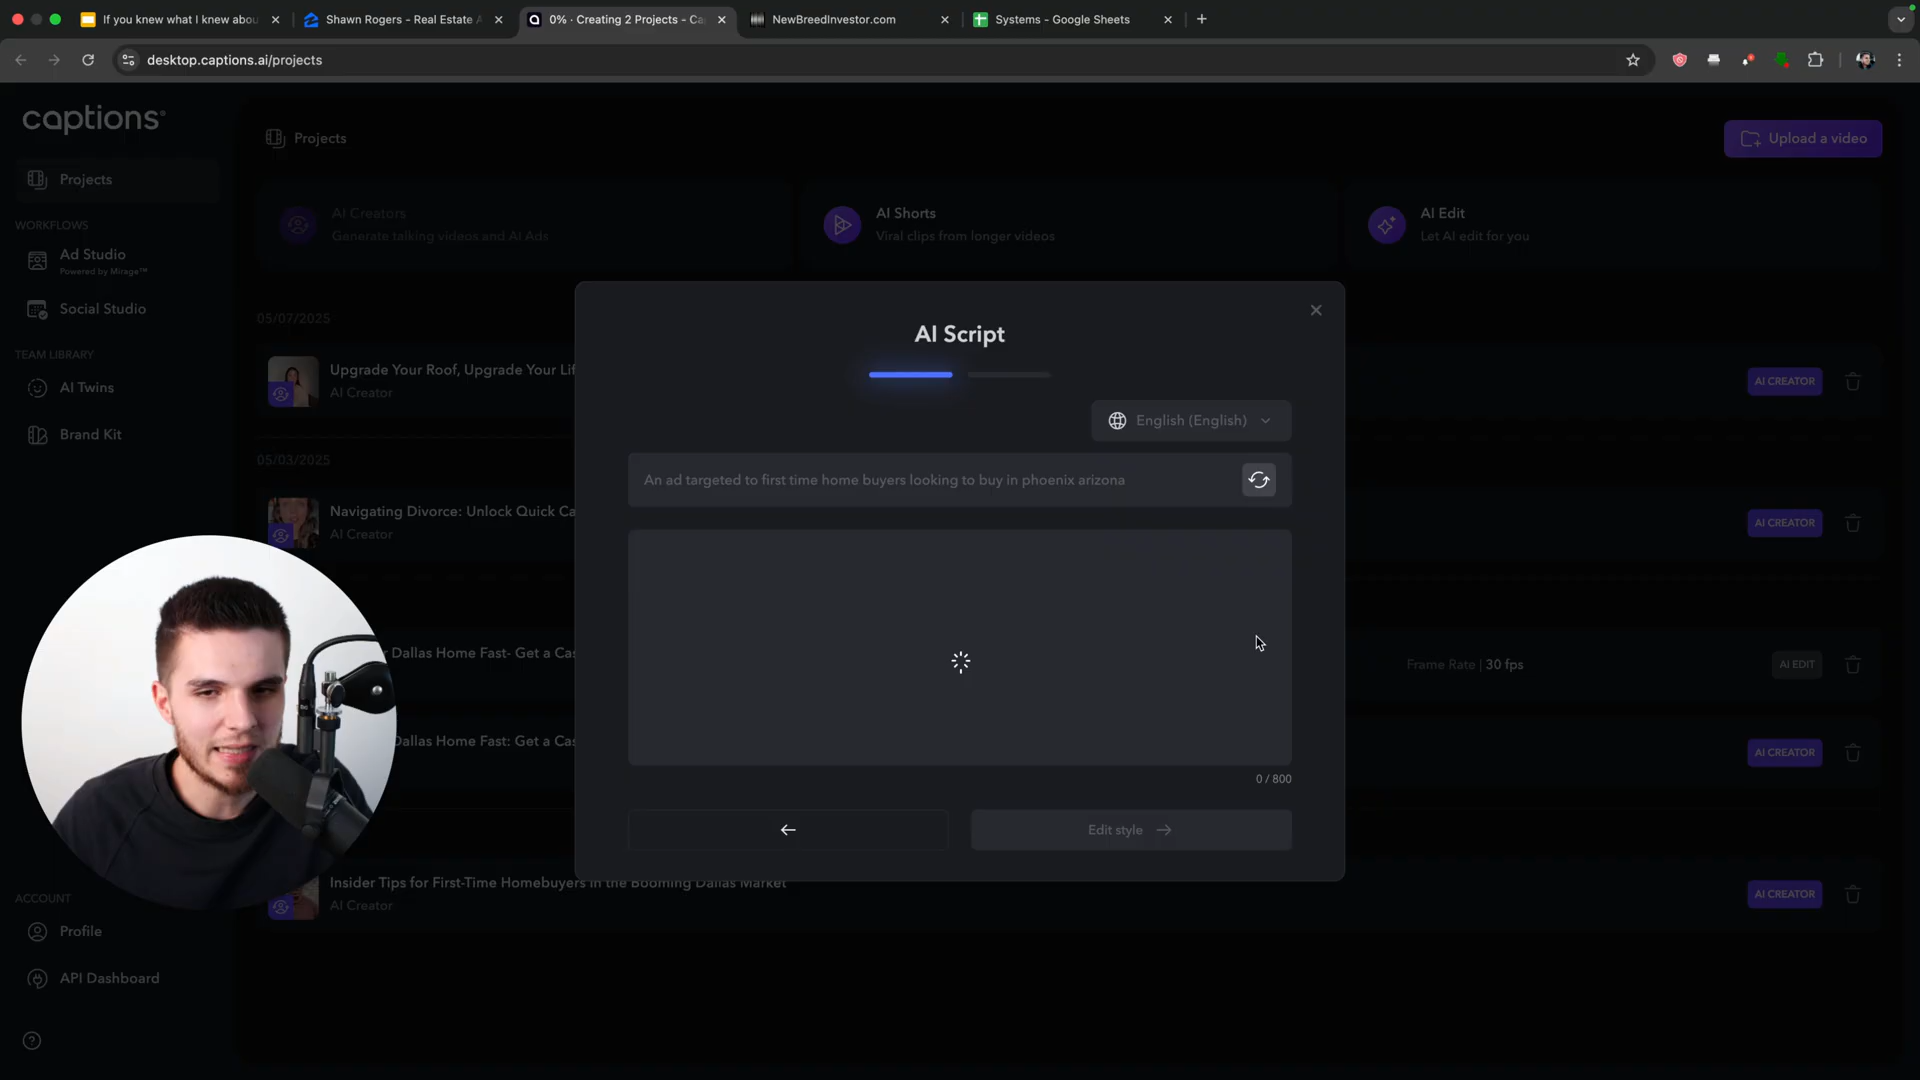 If you knew what I knew abou
Shawn Rogers - Real Estate A
0% · Creating 2 Projects - Ca
NewBreedInvestor.com
Systems - Google Sheets
desktop.captions.ai/projects
captions
Projects
Upload a video
Projects
WORKFLOWS
AI Creators
Generate talking videos and AI Ads
AI Shorts
Viral clips from longer videos
AI Edit
Let AI edit for you
Ad Studio
Powered by Mirage™
Social Studio
TEAM LIBRARY
AI Twins
Brand Kit
05/07/2025
Upgrade Your Roof, Upgrade Your Lif
AI Creator
AI CREATOR
05/03/2025
Navigating Divorce: Unlock Quick Ca
AI Creator
AI CREATOR
AI Script
English (English)
An ad targeted to first time home buyers looking to buy in phoenix arizona
0 / 800
Edit style
Dallas Home Fast- Get a Cas
Frame Rate | 30 fps
AI EDIT
Dallas Home Fast: Get a Cas
AI CREATOR
Insider Tips for First-Time Homebuyers in the Booming Dallas Market
AI Creator
AI CREATOR
ACCOUNT
Profile
API Dashboard